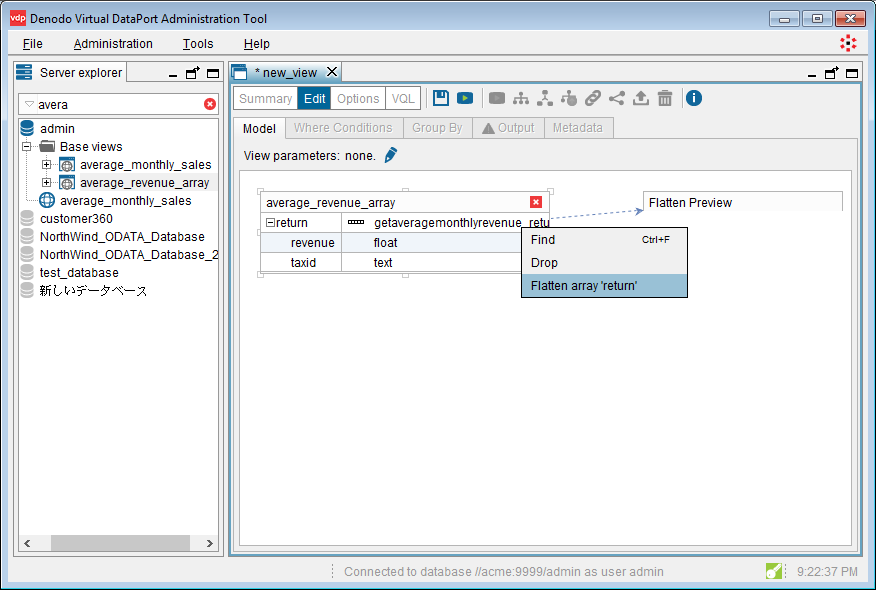 vdp Denodo Virtual DataPort Administration Tool
File Administration Tools Help
Server explorer
avera
admin
Base views
average_monthly_sales
average_revenue_array
average_monthly_sales
customer360
NorthWind_ODATA_Database
NorthWind_ODATA_Database_2
test_database
新しいデータベース
* new_view
Summary Edit Options VQL
Model Where Conditions Group By Output Metadata
View parameters: none.
average_revenue_array
return getaveragemonthlyrevenue_retu
revenue float
taxid text
Flatten Preview
Find Ctrl+F
Drop
Flatten array 'return'
Connected to database //acme:9999/admin as user admin
9:22:37 PM